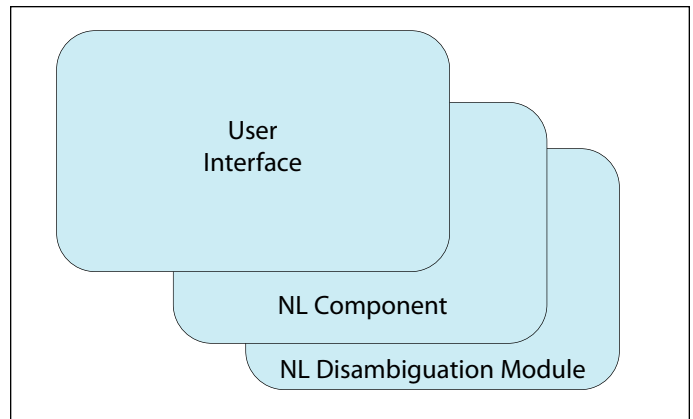 User
Interface
NL Component
NL Disambiguation Module